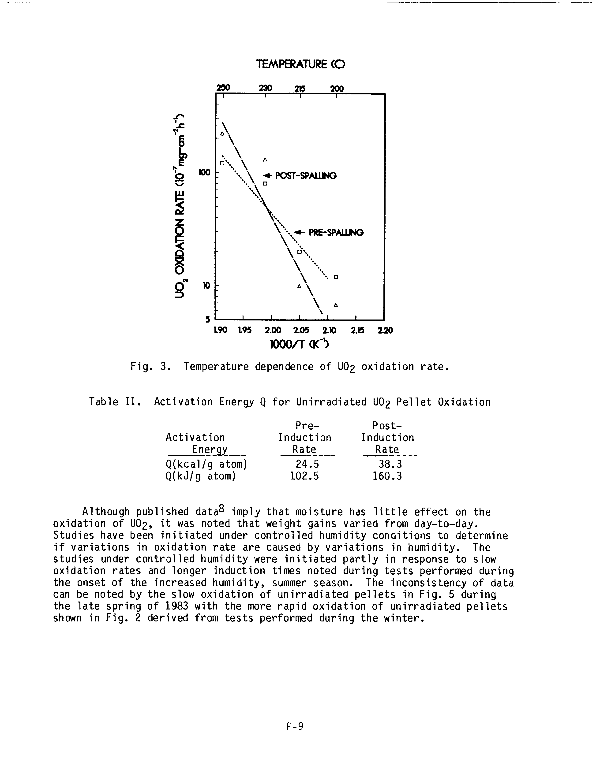 TEMPERATURE (C)
250 230 215 200
UO2 OXIDATION RATE (10-7mg·cm-2h-1)
100
POST-SPALLING
PRE-SPALLING
10
5
1.90 1.95 2.00 2.05 2.10 2.15 2.20
1000/T (K-1)
Fig. 3. Temperature dependence of UO2 oxidation rate.
Table II. Activation Energy Q for Unirradiated UO2 Pellet Oxidation
Pre- Post-
Activation Induction Induction
Energy Rate Rate
Q(kcal/g atom) 24.5 38.3
Q(kJ/g atom) 102.5 160.3
Although published data8 imply that moisture has little effect on the
oxidation of UO2, it was noted that weight gains varied from day-to-day.
Studies have been initiated under controlled humidity conditions to determine
if variations in oxidation rate are caused by variations in humidity. The
studies under controlled humidity were initiated partly in response to slow
oxidation rates and longer induction times noted during tests performed during
the onset of the increased humidity, summer season. The inconsistency of data
can be noted by the slow oxidation of unirradiated pellets in Fig. 5 during
the late spring of 1983 with the more rapid oxidation of unirradiated pellets
shown in Fig. 2 derived from tests performed during the winter.
F-9